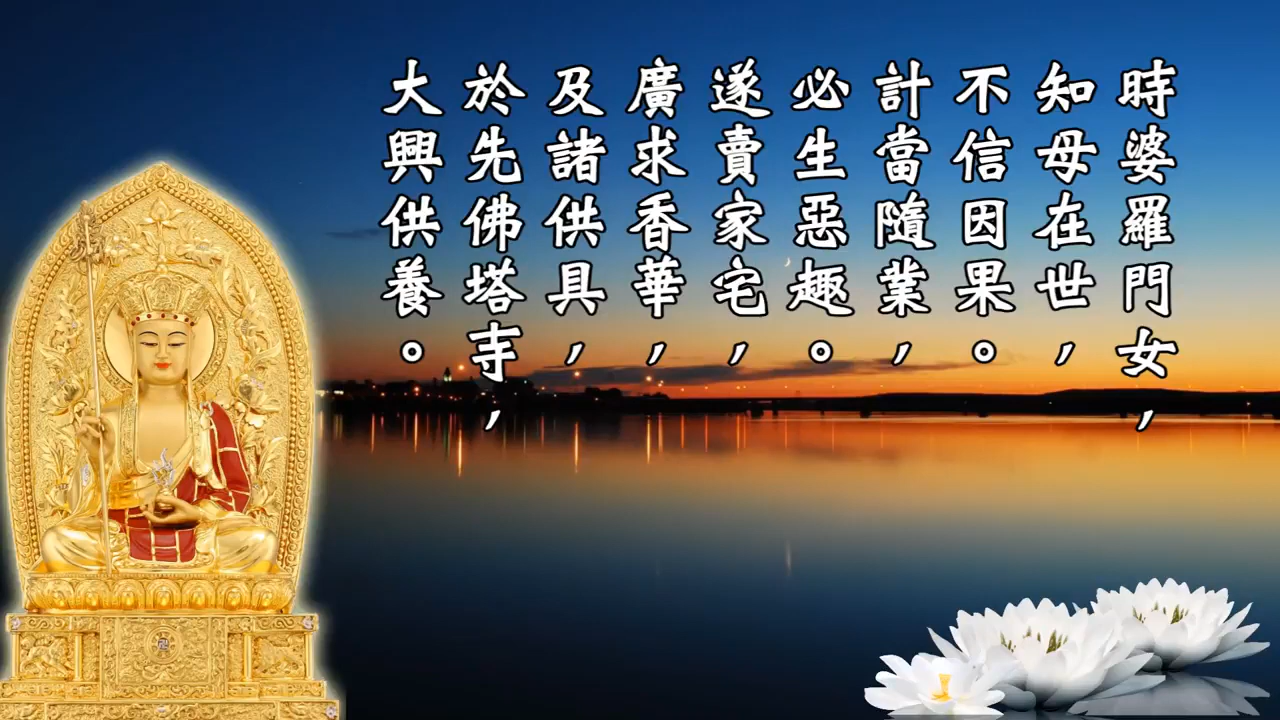 時婆羅門女，
知母在世，
不信因果。
計當隨業，
必生惡趣。
遂賣家宅，
廣求香華，
及諸供具，
於先佛塔寺，
大興供養。